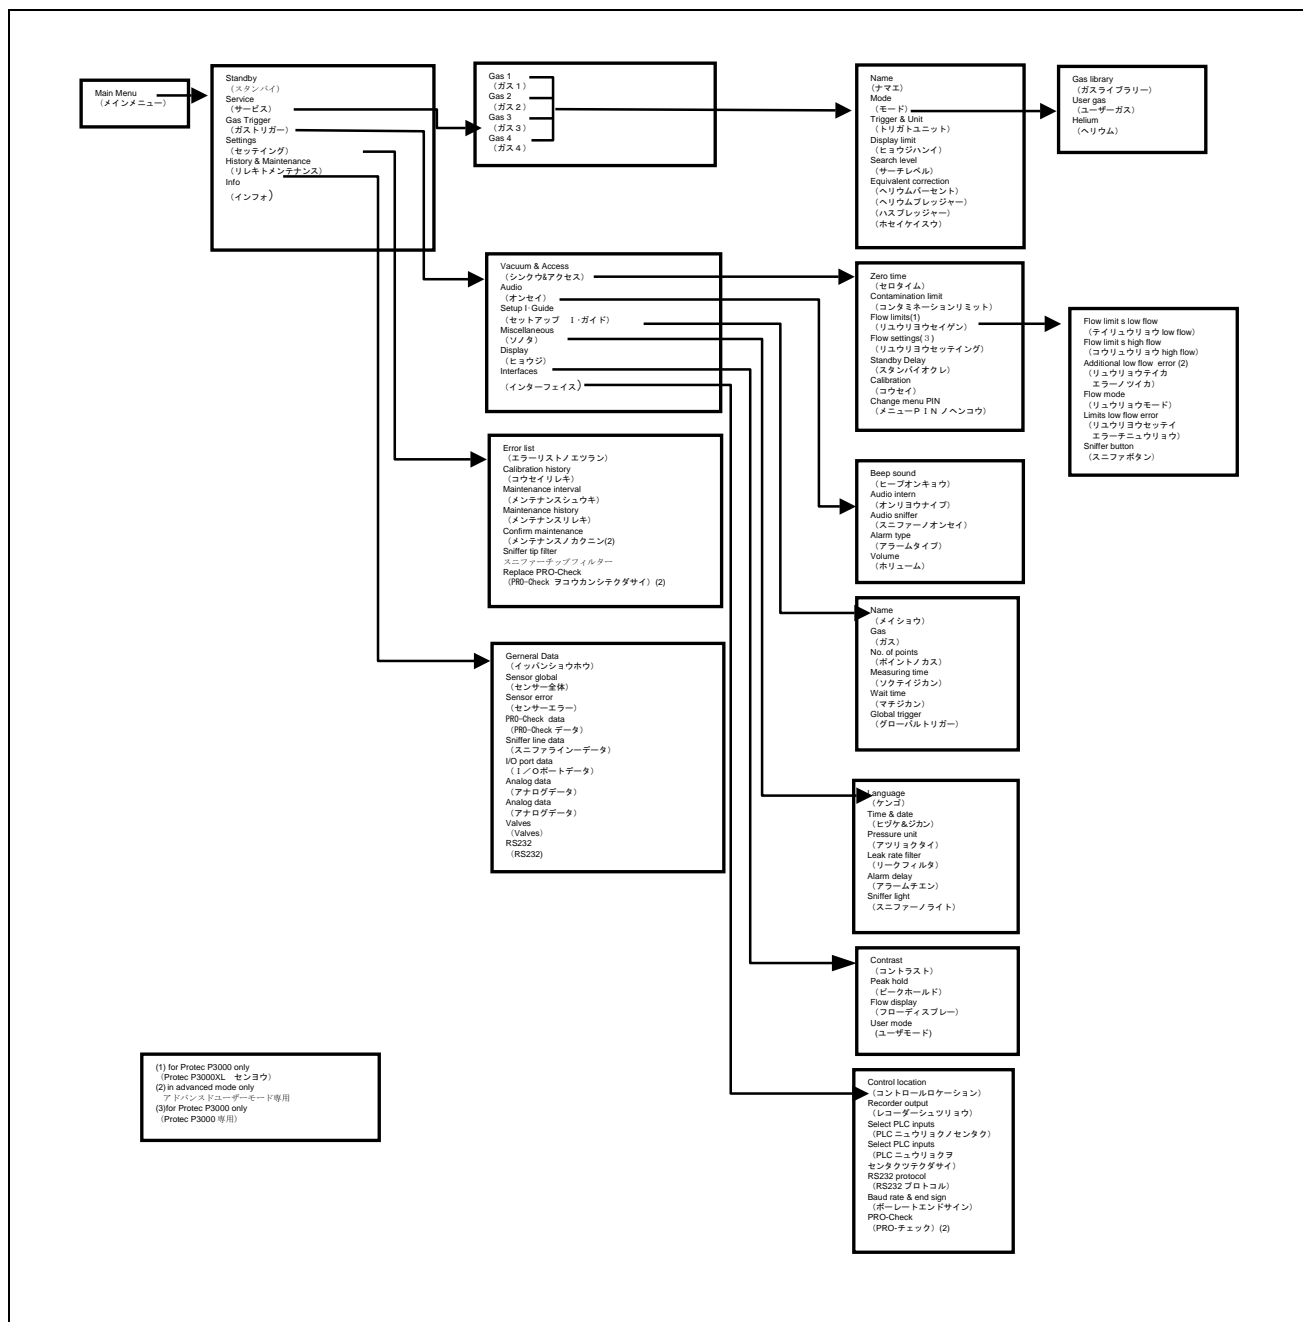 Main Menu
（メインメニュー）
Standby
（スタンバイ）
Service
（サービス）
Gas Trigger
（ガストリガー）
Settings
（セッテイング）
History & Maintenance
（リレキトメンテナンス）
Info
（インフォ）
Gas 1
（ガス１）
Gas 2
（ガス２）
Gas 3
（ガス３）
Gas 4
（ガス４）
Name
（ナマエ）
Mode
（モード）
Trigger & Unit
（トリガトユニット）
Display limit
（ヒョウジハンイ）
Search level
（サーチレベル）
Equivalent correction
（ヘリウムパーセント）
（ヘリウムプレッジャー）
（ハスプレッジャー）
（ホセイケイスウ）
Gas library
（ガスライブラリー）
User gas
（ユーザーガス）
Helium
（ヘリウム）
Vacuum & Access
（シンクウ&アクセス）
Audio
（オンセイ）
Setup I·Guide
（セットアップ　Ｉ・ガイド）
Miscellaneous
（ソノタ）
Display
（ヒョウジ）
Interfaces
（インターフェイス）
Zero time
（セロタイム）
Contamination limit
（コンタミネーションリミット）
Flow limits(1)
（リユウリヨウセイゲン）
Flow settings(３)
（リユウリヨウセッテイング）
Standby Delay
（スタンバイオクレ）
Calibration
（コウセイ）
Change menu PIN
（メニューＰＩＮノヘンコウ）
Flow limit s low flow
（テイリュウリョウ low flow）
Flow limit s high flow
（コウリュウリョウ high flow）
Additional low flow error (2)
（リュウリョウテイカ
エラーノツイカ）
Flow mode
（リュウリョウモード）
Limits low flow error
（リユウリヨウセッテイ
エラーチニュウリョウ）
Sniffer button
（スニファボタン）
Error list
（エラーリストノエツラン）
Calibration history
（コウセイリレキ）
Maintenance interval
（メンテナンスシュウキ）
Maintenance history
（メンテナンスリレキ）
Confirm maintenance
（メンテナンスノカクニン(2)
Sniffer tip filter
スニファーチップフィルター
Replace PRO-Check
（PRO-Check ヲコウカンシテクダサイ）(2)
Beep sound
（ヒープオンキョウ）
Audio intern
（オンリヨウナイブ）
Audio sniffer
（スニファーノオンセイ）
Alarm type
（アラームタイプ）
Volume
（ホリューム）
Name
（メイショウ）
Gas
（ガス）
No. of points
（ポイントノカス）
Measuring time
（ソクテイジカン）
Wait time
（マチジカン）
Global trigger
（グローバルトリガー）
Gerneral Data
（イッパンショウホウ）
Sensor global
（センサー全体）
Sensor error
（センサーエラー）
PRO-Check data
（PRO-Check データ）
Sniffer line data
（スニファラインーデータ）
I/O port data
（Ｉ／Ｏポートデータ）
Analog data
（アナログデータ）
Analog data
（アナログデータ）
Valves
（Valves）
RS232
（RS232）
Language
（ケンゴ）
Time & date
（ヒヅケ&ジカン）
Pressure unit
（アツリョクタイ）
Leak rate filter
（リークフィルタ）
Alarm delay
（アラームチエン）
Sniffer light
（スニファーノライト）
Contrast
（コントラスト）
Peak hold
（ピークホールド）
Flow display
（フローディスプレー）
User mode
（ユーザモード）
Control location
（コントロールロケーション）
Recorder output
（レコーダーシュツリョウ）
Select PLC inputs
（PLC ニュウリョクノセンタク）
Select PLC inputs
（PLC ニュウリョクヲ
センタクツテクダサイ）
RS232 protocol
（RS232 プロトコル）
Baud rate & end sign
（ボーレートエンドサイン）
PRO-Check
（PRO-チェック）(2)
(1) for Protec P3000 only
（Protec P3000XL　センヨウ）
(2) in advanced mode only
アドバンスドユーザーモード専用
(3)for Protec P3000 only
（Protec P3000 専用）